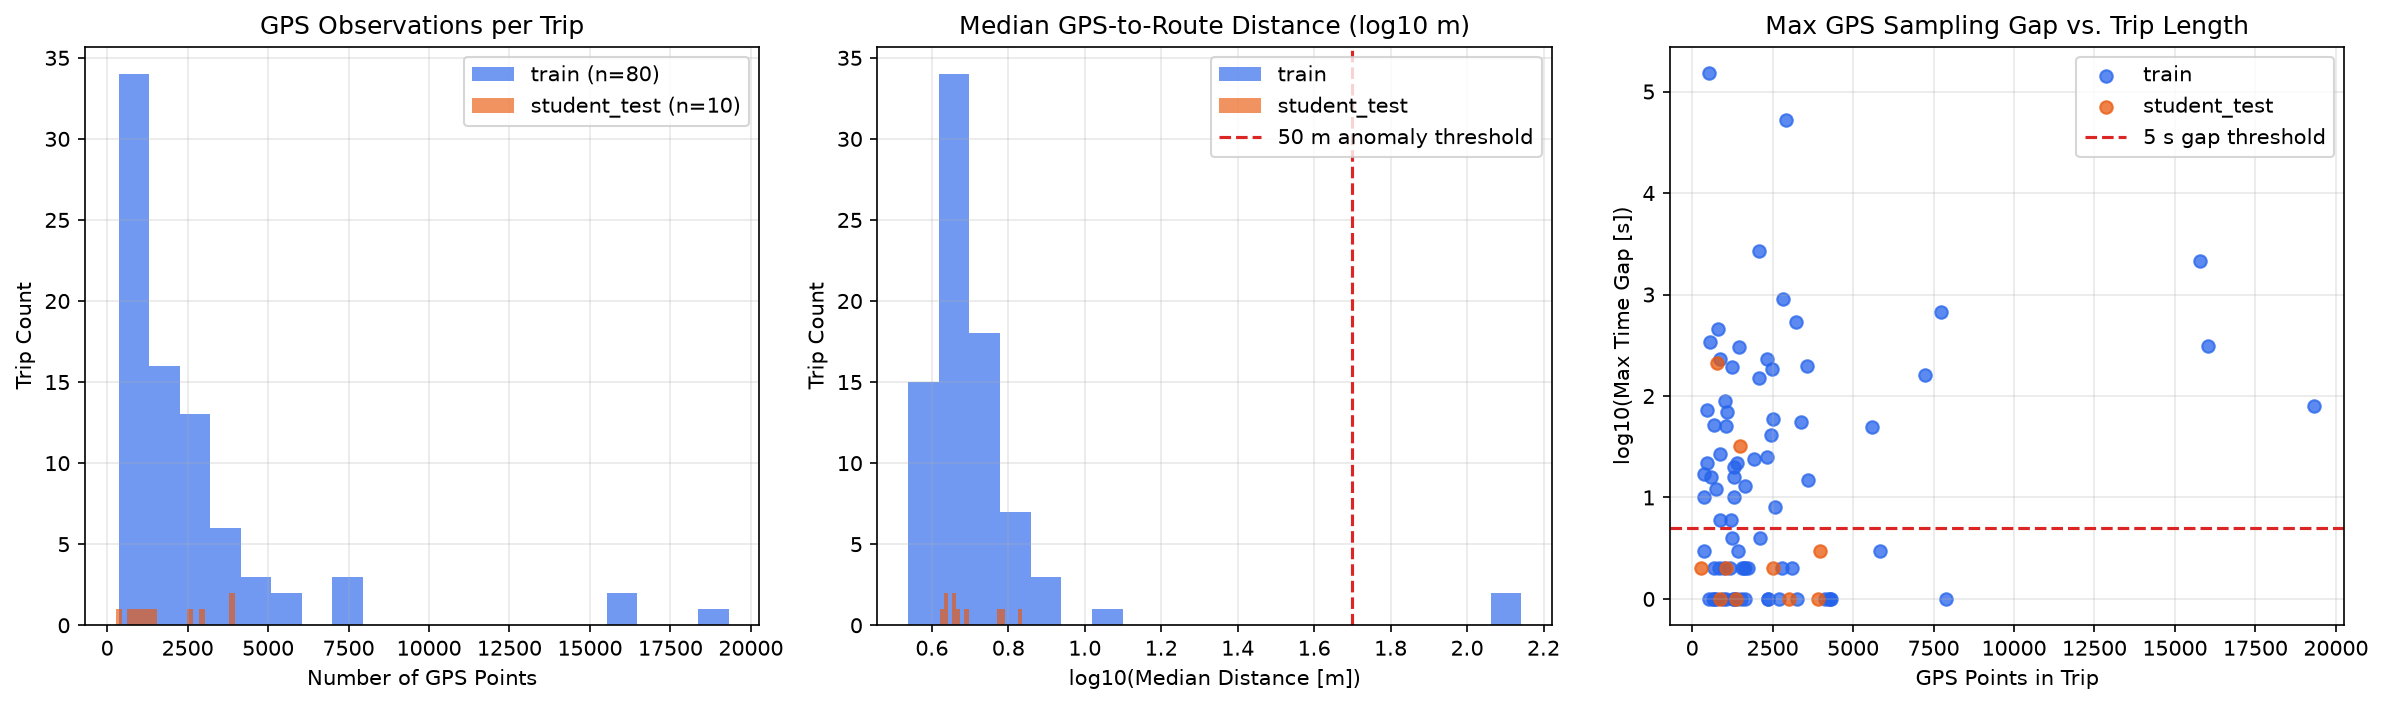 GPS Observations per Trip
35
30
25
20
15
10
5
0
Trip Count
train (n=80)
student_test (n=10)
0 2500 5000 7500 10000 12500 15000 17500 20000
Number of GPS Points
Median GPS-to-Route Distance (log10 m)
35
30
25
20
15
10
5
0
Trip Count
train
student_test
50 m anomaly threshold
0.6 0.8 1.0 1.2 1.4 1.6 1.8 2.0 2.2
log10(Median Distance [m])
Max GPS Sampling Gap vs. Trip Length
5
4
3
2
1
0
log10(Max Time Gap [s])
train
student_test
5 s gap threshold
0 2500 5000 7500 10000 12500 15000 17500 20000
GPS Points in Trip